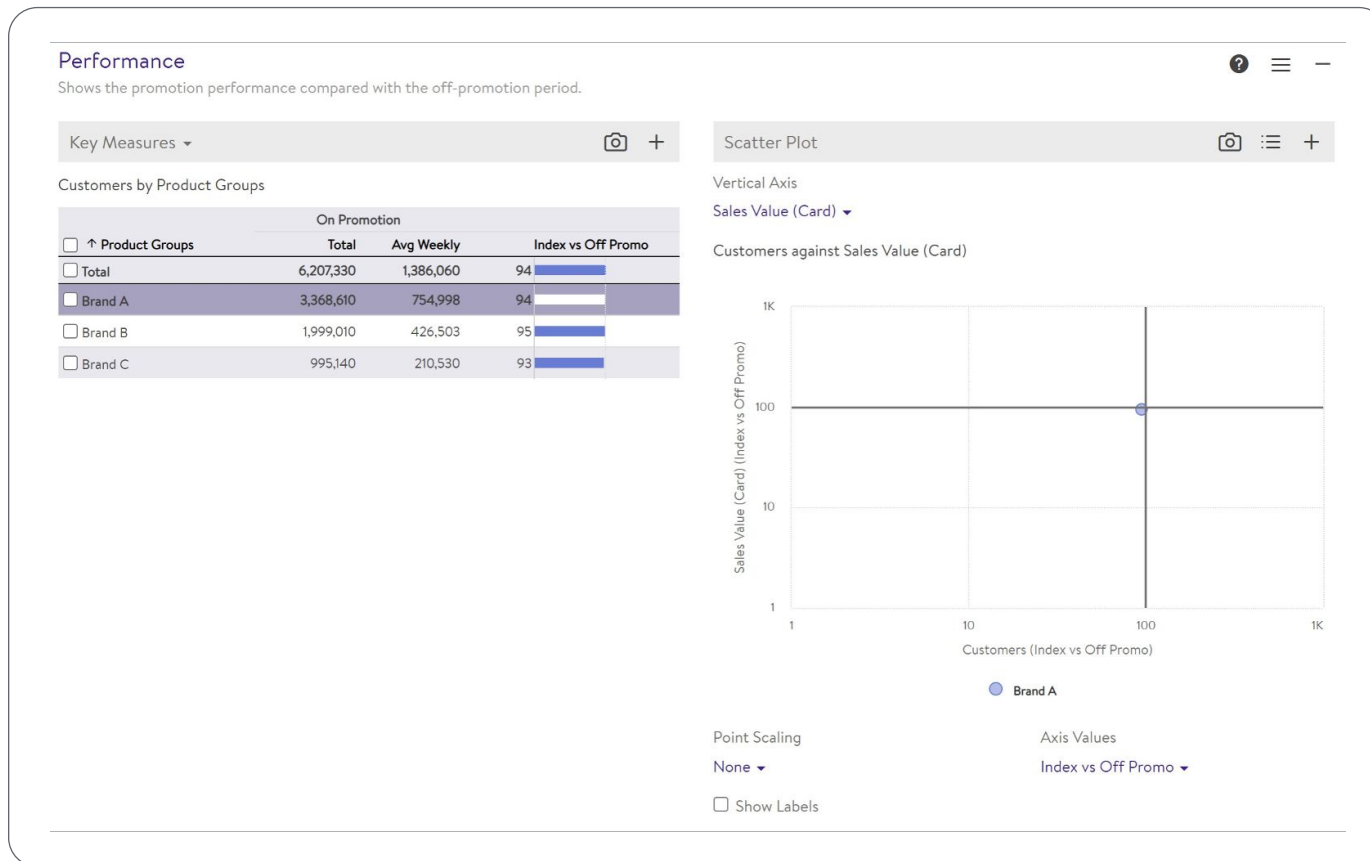 Performance
Shows the promotion performance compared with the off-promotion period.
Key Measures
Customers by Product Groups
On Promotion
↑ Product Groups Total Avg Weekly Index vs Off Promo
Total 6,207,330 1,386,060 94
Brand A 3,368,610 754,998 94
Brand B 1,999,010 426,503 95
Brand C 995,140 210,530 93
Scatter Plot
Vertical Axis
Sales Value (Card)
Customers against Sales Value (Card)
Sales Value (Card) (Index vs Off Promo)
1K
100
10
1
1 10 100 1K
Customers (Index vs Off Promo)
Brand A
Point Scaling Axis Values
None Index vs Off Promo
Show Labels